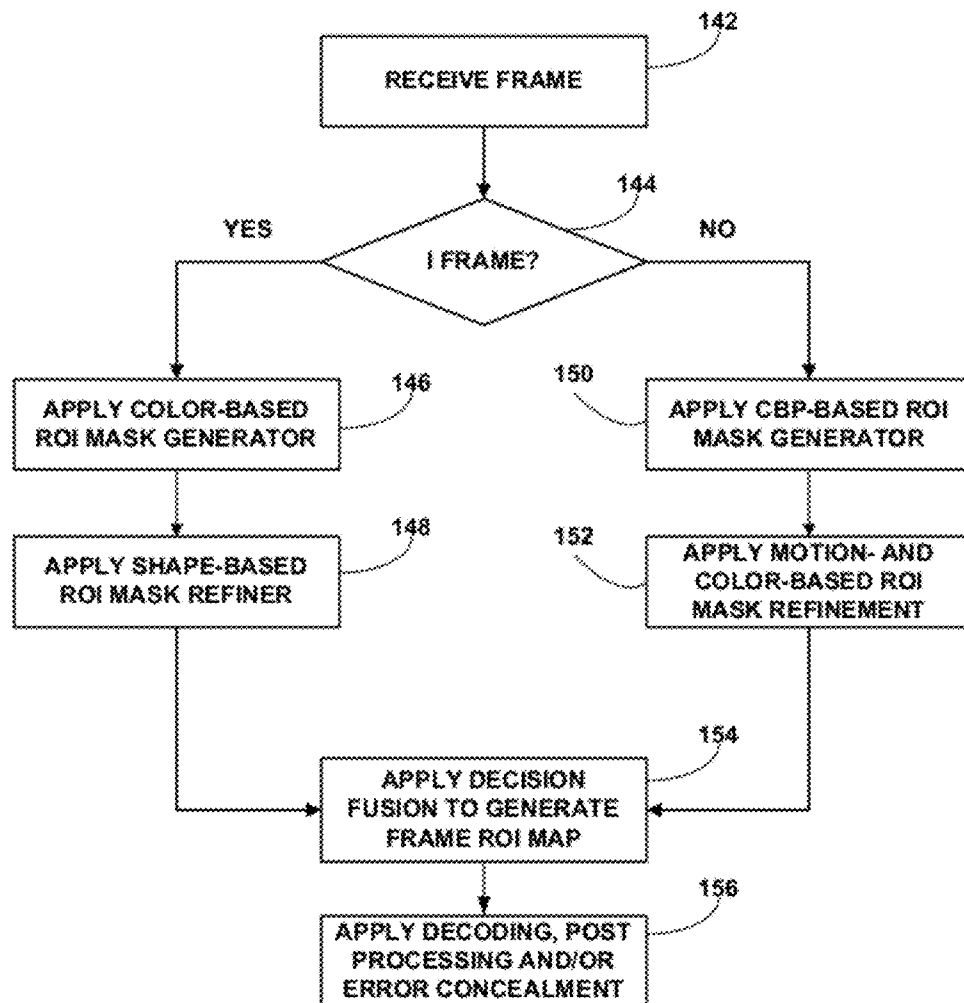 142
RECEIVE FRAME
144
YES
NO
I FRAME?
146
150
APPLY COLOR-BASED
ROI MASK GENERATOR
APPLY CBP-BASED ROI
MASK GENERATOR
148
152
APPLY SHAPE-BASED
ROI MASK REFINER
APPLY MOTION- AND
COLOR-BASED ROI
MASK REFINEMENT
154
APPLY DECISION
FUSION TO GENERATE
FRAME ROI MAP
156
APPLY DECODING, POST
PROCESSING AND/OR
ERROR CONCEALMENT